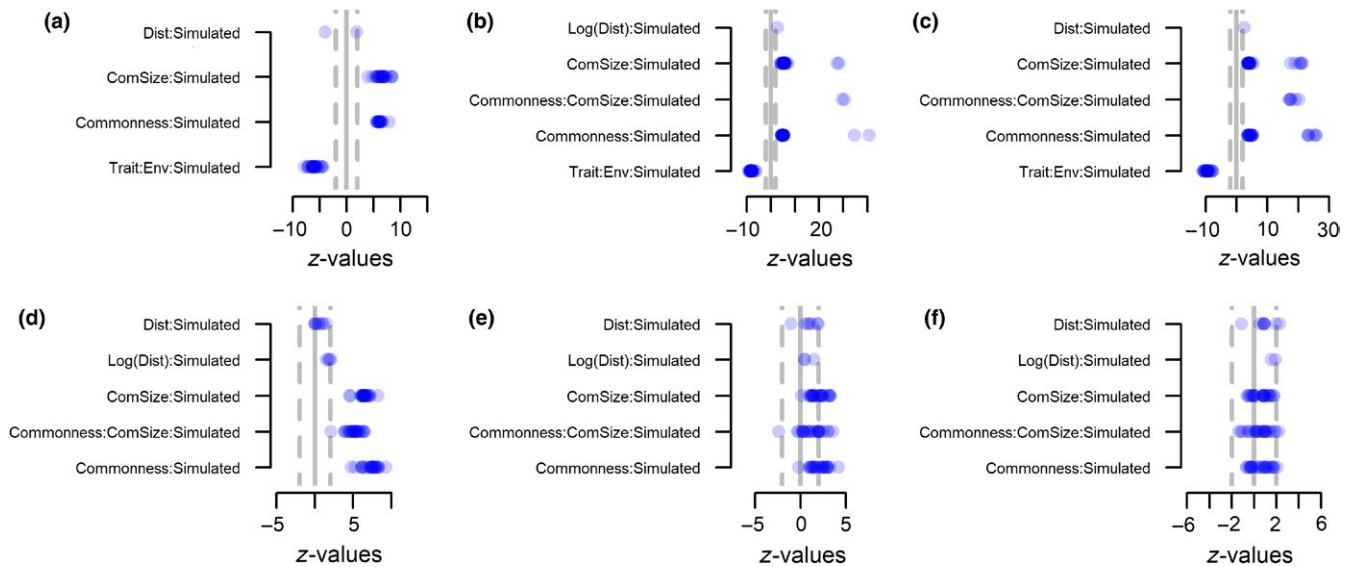 (a)
Dist:Simulated
ComSize:Simulated
Commonness:Simulated
Trait:Env:Simulated
−10 0 10
z-values
(b)
Log(Dist):Simulated
ComSize:Simulated
Commonness:ComSize:Simulated
Commonness:Simulated
Trait:Env:Simulated
−10 20
z-values
(c)
Dist:Simulated
ComSize:Simulated
Commonness:ComSize:Simulated
Commonness:Simulated
Trait:Env:Simulated
−10 10 30
z-values
(d)
Dist:Simulated
Log(Dist):Simulated
ComSize:Simulated
Commonness:ComSize:Simulated
Commonness:Simulated
−5 5
z-values
(e)
Dist:Simulated
Log(Dist):Simulated
ComSize:Simulated
Commonness:ComSize:Simulated
Commonness:Simulated
−5 0 5
z-values
(f)
Dist:Simulated
Log(Dist):Simulated
ComSize:Simulated
Commonness:ComSize:Simulated
Commonness:Simulated
−6 −2 2 6
z-values